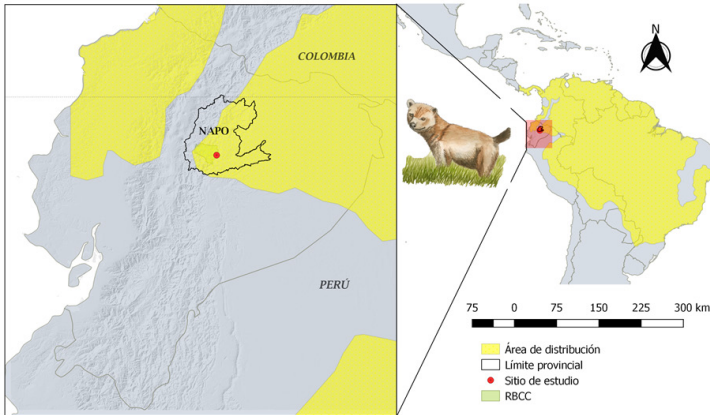 COLOMBIA
NAPO
PERÚ
N
75 0 75 150 225 300 km
Área de distribución
Límite provincial
Sitio de estudio
RBCC